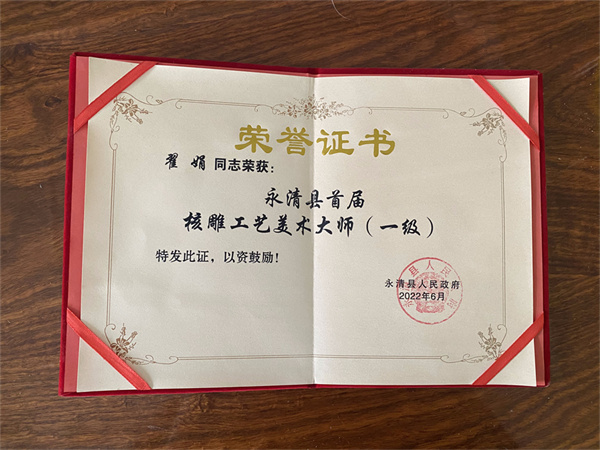 荣誉证书
翟 娟 同志荣获：
永清县首届
核雕工艺美术大师（一级）
特发此证，以资鼓励！
永清县人民政府
2022年6月